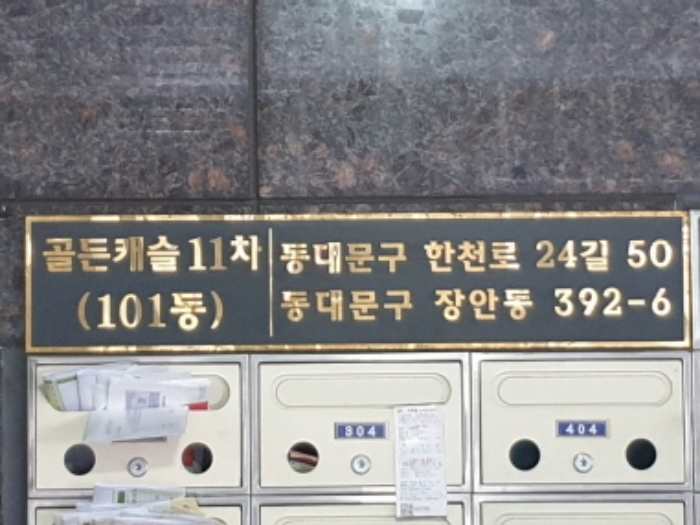 골든캐슬 11차
(101동)
동대문구 한천로 24길 50
동대문구 장안동 392-6
304
404